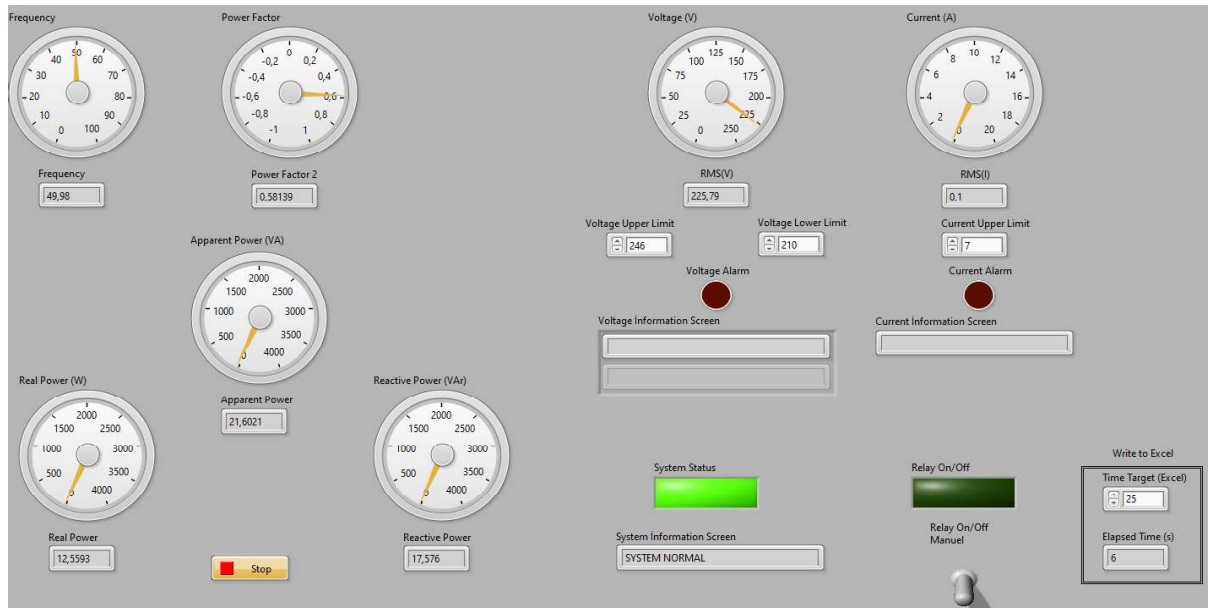 Frequency
0 10 20 30 40 50 60 70 80 90 100
Frequency
49,98
Power Factor
-1 -0,8 -0,6 -0,4 -0,2 0 0,2 0,4 0,6 0,8 1
Power Factor 2
0,58139
Voltage (V)
0 25 50 75 100 125 150 175 200 225 250
RMS(V)
225,79
Current (A)
0 2 4 6 8 10 12 14 16 18 20
RMS(I)
0,1
Voltage Upper Limit
246
Voltage Lower Limit
210
Current Upper Limit
7
Voltage Alarm
Current Alarm
Voltage İnformation Screen
Current İnformation Screen
Apparent Power (VA)
0 500 1000 1500 2000 2500 3000 3500 4000
Apparent Power
21,6021
Real Power (W)
0 500 1000 1500 2000 2500 3000 3500 4000
Real Power
12,5593
Reactive Power (VAr)
0 500 1000 1500 2000 2500 3000 3500 4000
Reactive Power
17,576
Stop
System Status
System İnformation Screen
SYSTEM NORMAL
Relay On/Off
Relay On/Off
Manuel
Write to Excel
Time Target (Excel)
25
Elapsed Time (s)
6